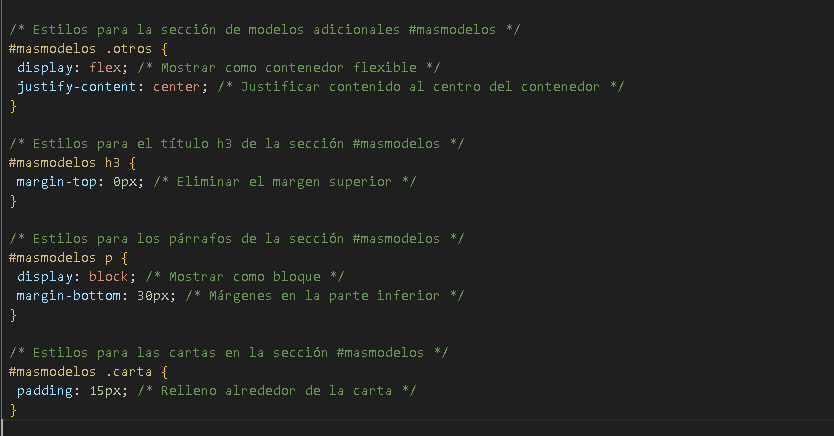 /* Estilos para la sección de modelos adicionales #masmodelos */
#masmodelos .otros {
display: flex; /* Mostrar como contenedor flexible */
justify-content: center; /* Justificar contenido al centro del contenedor */
}
/* Estilos para el título h3 de la sección #masmodelos */
#masmodelos h3 {
margin-top: 0px; /* Eliminar el margen superior */
}
/* Estilos para los párrafos de la sección #masmodelos */
#masmodelos p {
display: block; /* Mostrar como bloque */
margin-bottom: 30px; /* Márgenes en la parte inferior */
}
/* Estilos para las cartas en la sección #masmodelos */
#masmodelos .carta {
padding: 15px; /* Relleno alrededor de la carta */
}